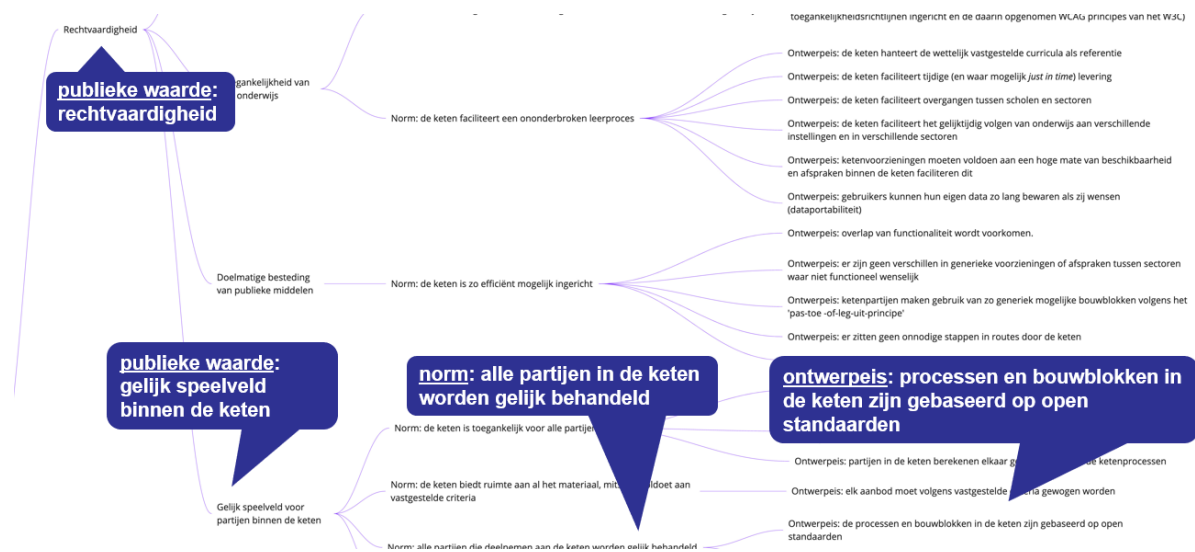 toegankelijkheidsrichtlijnen ingericht en de daarin opgenomen WCAG principes van het W3C)
Rechtvaardigheid
publieke waarde:
rechtvaardigheid
van
onderwijs
Norm: de keten faciliteert een ononderbroken leerproces
Ontwerpeis: de keten hanteert de wettelijk vastgestelde curricula als referentie
Ontwerpeis: de keten faciliteert tijdige (en waar mogelijk just in time) levering
Ontwerpeis: de keten faciliteert overgangen tussen scholen en sectoren
Ontwerpeis: de keten faciliteert het gelijktijdig volgen van onderwijs aan verschillende
instellingen en in verschillende sectoren
Ontwerpeis: ketenvoorzieningen moeten voldoen aan een hoge mate van beschikbaarheid
en afspraken binnen de keten faciliteren dit
Ontwerpeis: gebruikers kunnen hun eigen data zo lang bewaren als zij wensen
(dataportabiliteit)
Doelmatige besteding
van publieke middelen
Norm: de keten is zo efficiënt mogelijk ingericht
Ontwerpeis: overlap van functionaliteit wordt voorkomen.
Ontwerpeis: er zijn geen verschillen in generieke voorzieningen of afspraken tussen sectoren
waar niet functioneel wenselijk
Ontwerpeis: ketenpartijen maken gebruik van zo generiek mogelijke bouwblokken volgens het
'pas-toe -of-leg-uit-principe'
Ontwerpeis: er zitten geen onnodige stappen in routes door de keten
publieke waarde:
gelijk speelveld
binnen de keten
norm: alle partijen in de keten
worden gelijk behandeld
ontwerpeis: processen en bouwblokken in
de keten zijn gebaseerd op open
standaarden
Gelijk speelveld voor
partijen binnen de keten
Norm: de keten is toegankelijk voor alle partijen
Ontwerpeis: partijen in de keten berekenen elkaar ketenprocessen
Norm: de keten biedt ruimte aan al het materiaal, aan
vastgestelde criteria
Ontwerpeis: elk aanbod moet volgens vastgestelde gewogen worden
Norm: alle partijen die deelnemen aan de keten worden gelijk behandeld
Ontwerpeis: de processen en bouwblokken in de keten zijn gebaseerd op open
standaarden